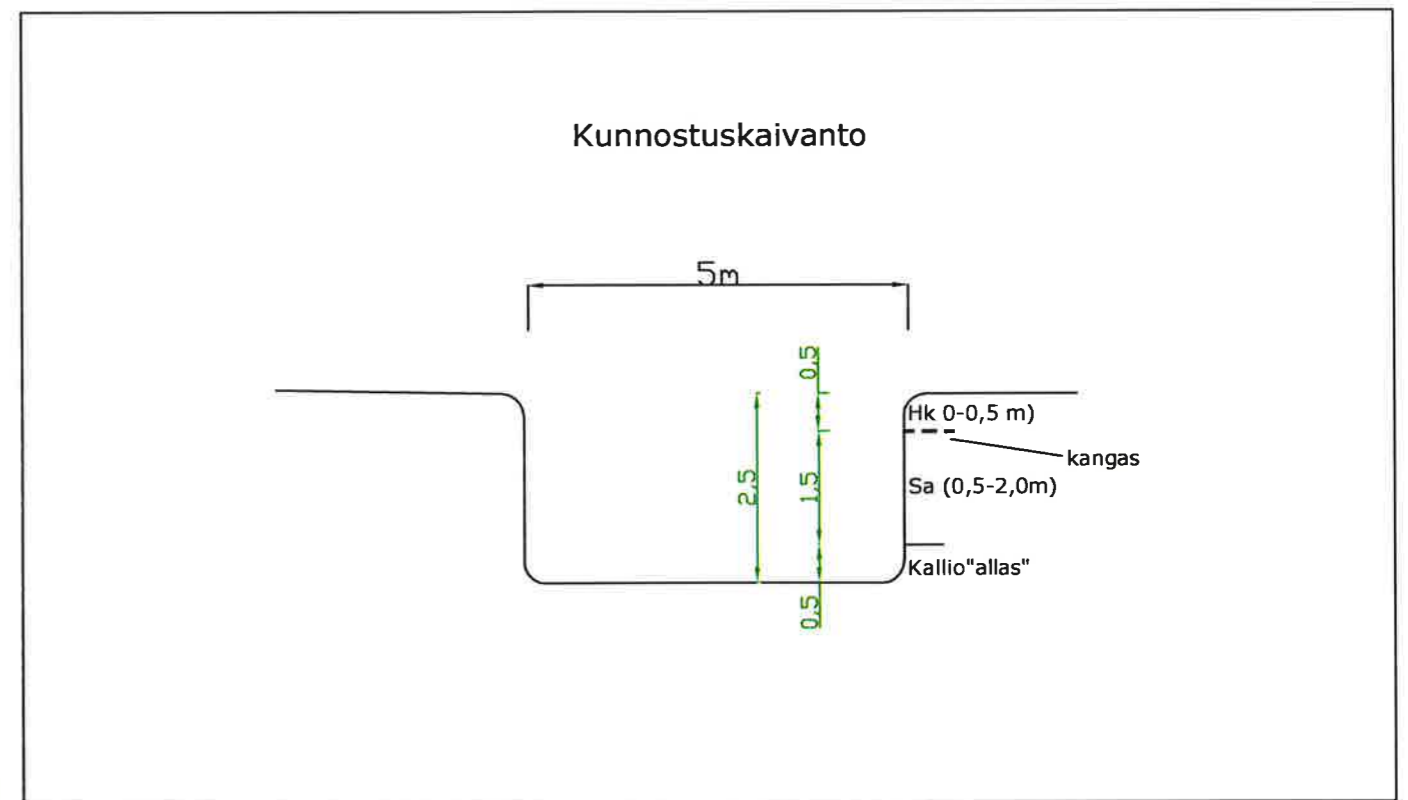 Kunnostuskaivanto
5m
0,5
Hk 0-0,5 m)
kangas
2,5
1,5
Sa (0,5-2,0m)
Kallio"allas"
0,5